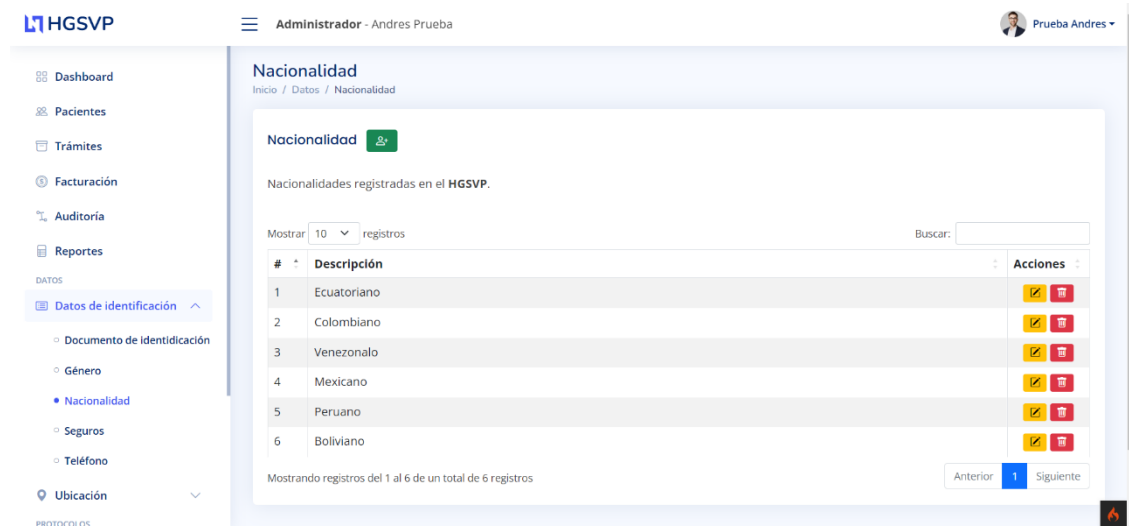 HGSVP
Administrador - Andres Prueba
Prueba Andres
Dashboard
Pacientes
Trámites
Facturación
Auditoría
Reportes
DATOS
Datos de identificación
Documento de identidicación
Género
Nacionalidad
Seguros
Teléfono
Ubicación
PROTOCOLOS
Nacionalidad
Inicio / Datos / Nacionalidad
Nacionalidad
Nacionalidades registradas en el HGSVP.
Mostrar 10 registros
Buscar:
# Descripción Acciones
1 Ecuatoriano
2 Colombiano
3 Venezonalo
4 Mexicano
5 Peruano
6 Boliviano
Mostrando registros del 1 al 6 de un total de 6 registros
Anterior 1 Siguiente